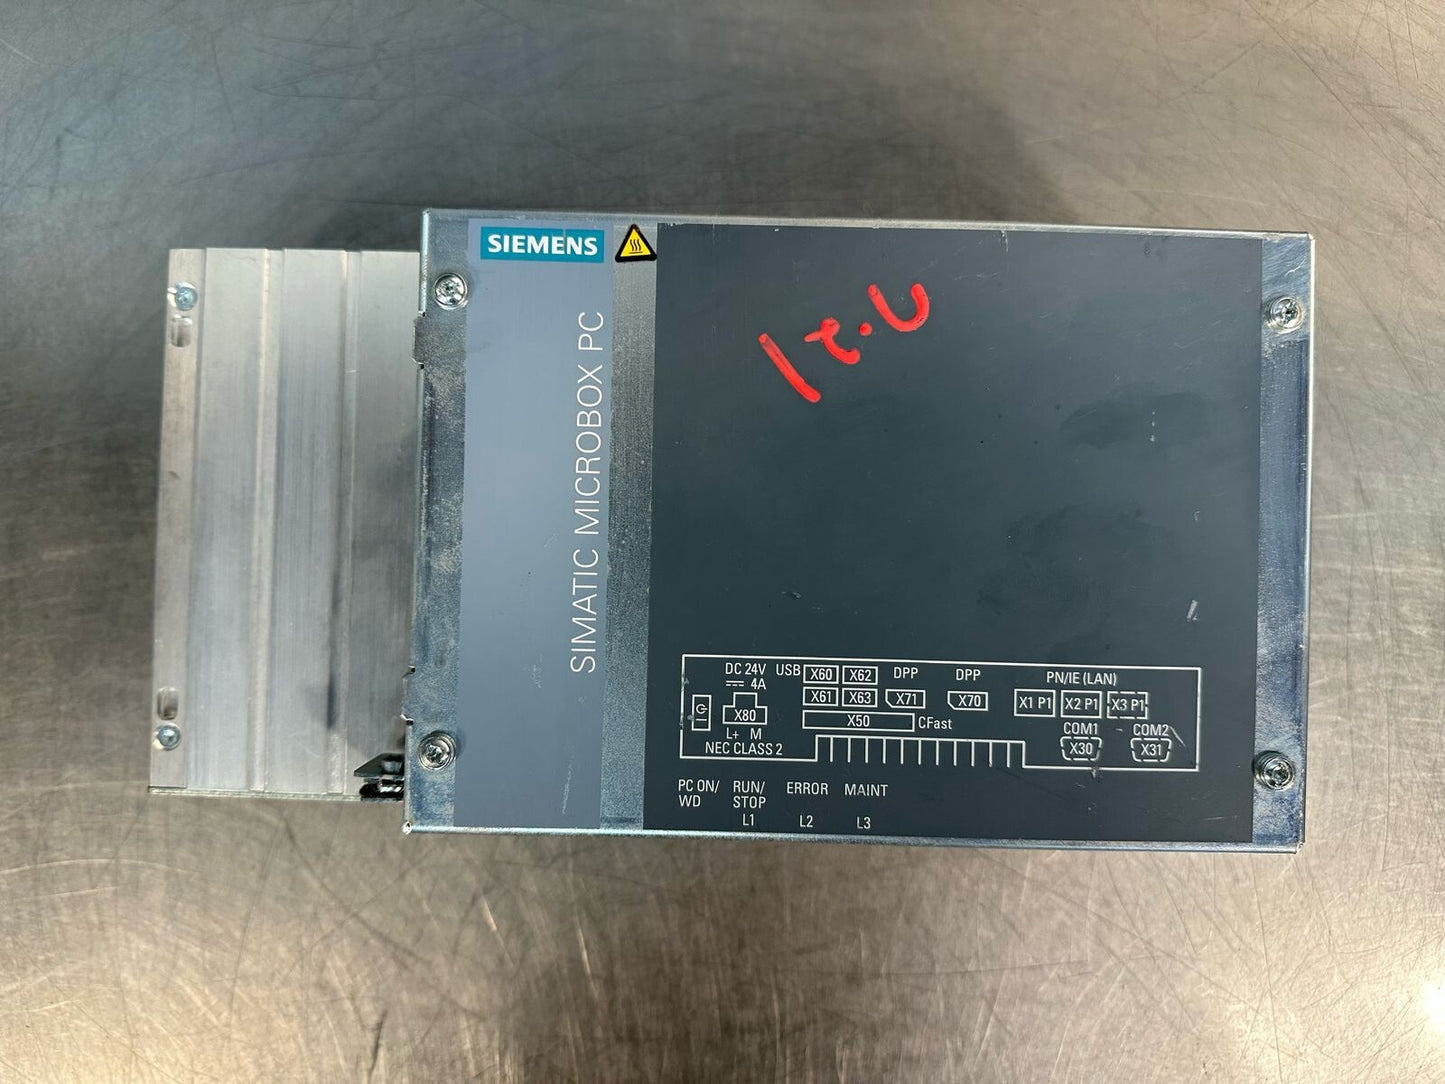 SIEMENS
SIMATIC MICROBOX PC
DC 24V
4A
USB
X60
X62
DPP
DPP
PN/IE (LAN)
X61
X63
X71
X70
X1 P1
X2 P1
X3 P1
X80
X50
CFast
COM1
COM2
L+ M
X30
X31
NEC CLASS 2
PC ON/
WD
RUN/
STOP
L1
ERROR
L2
MAINT
L3